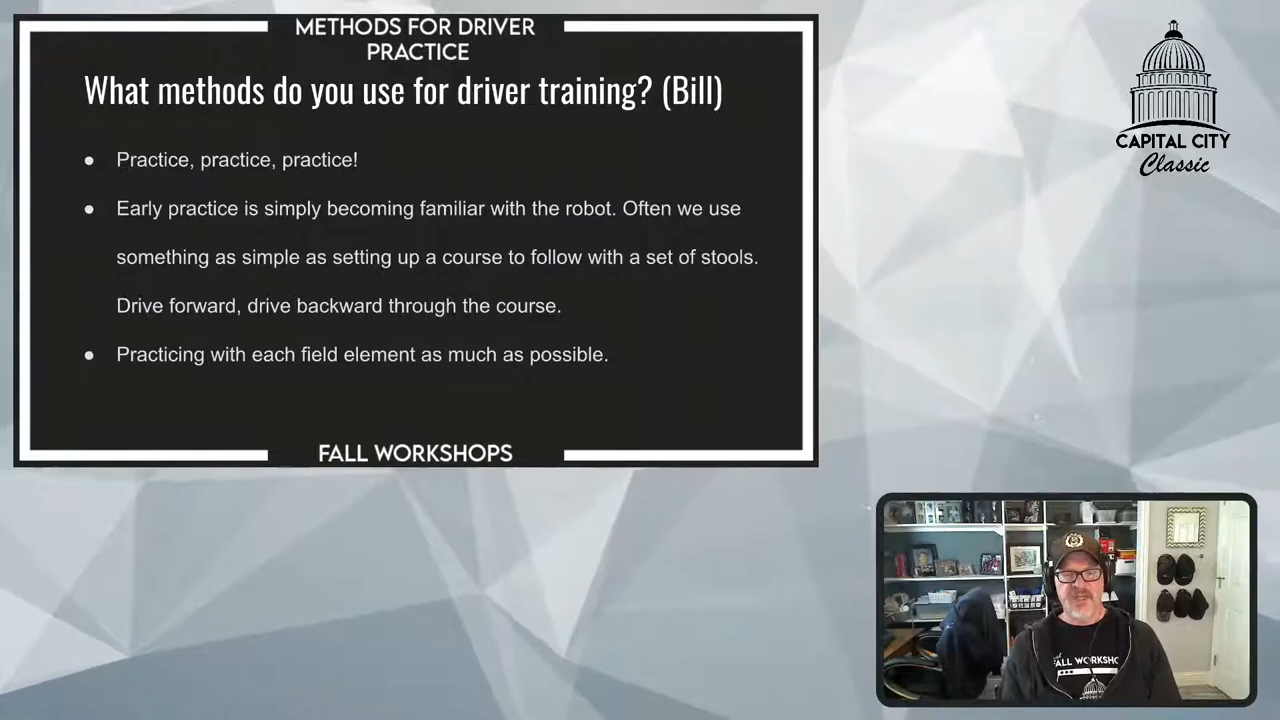 METHODS FOR DRIVER
PRACTICE
What methods do you use for driver training? (Bill)
● Practice, practice, practice!
● Early practice is simply becoming familiar with the robot. Often we use
something as simple as setting up a course to follow with a set of stools.
Drive forward, drive backward through the course.
● Practicing with each field element as much as possible.
FALL WORKSHOPS
CAPITAL CITY
Classic
FALL WORKSHO